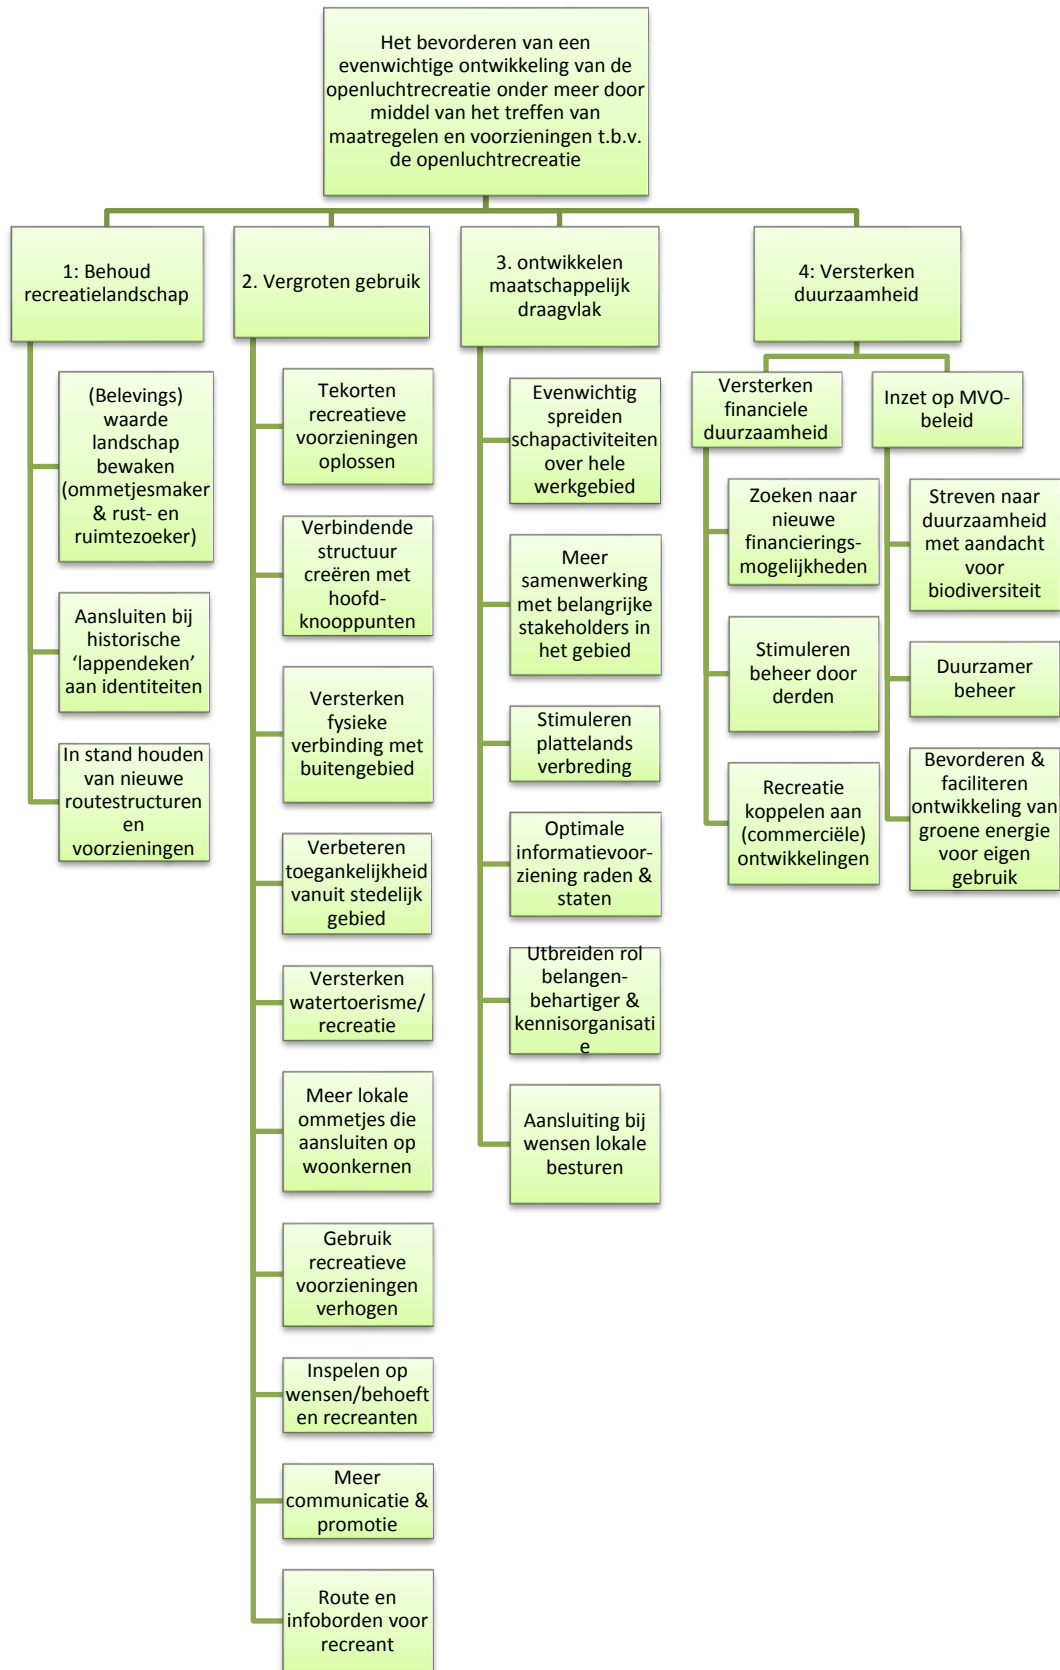 Het bevorderen van een
evenwichtige ontwikkeling van de
openluchtrecreatie onder meer door
middel van het treffen van
maatregelen en voorzieningen t.b.v.
de openluchtrecreatie
1: Behoud
recreatielandschap
(Belevings)
waarde
landschap
bewaken
(ommetjesmaker
& rust- en
ruimtezoeker)
Aansluiten bij
historische
‘lappendeken’
aan identiteiten
In stand houden
van nieuwe
routestructuren
en
voorzieningen
2. Vergroten gebruik
Tekorten
recreatieve
voorzieningen
oplossen
Verbindende
structuur
creëren met
hoofd-
knooppunten
Versterken
fysieke
verbinding met
buitengebied
Verbeteren
toegankelijkheid
vanuit stedelijk
gebied
Versterken
watertoerisme/
recreatie
Meer lokale
ommetjes die
aansluiten op
woonkernen
Gebruik
recreatieve
voorzieningen
verhogen
Inspelen op
wensen/behoeft
en recreanten
Meer
communicatie &
promotie
Route en
infoborden voor
recreant
3. ontwikkelen
maatschappelijk
draagvlak
Evenwichtig
spreiden
schapactiviteiten
over hele
werkgebied
Meer
samenwerking
met belangrijke
stakeholders in
het gebied
Stimuleren
plattelands
verbreding
Optimale
informatievoor-
ziening raden &
staten
Utbreiden rol
belangen-
behartiger &
kennisorganisati
e
Aansluiting bij
wensen lokale
besturen
4: Versterken
duurzaamheid
Versterken
financiele
duurzaamheid
Zoeken naar
nieuwe
financierings-
mogelijkheden
Stimuleren
beheer door
derden
Recreatie
koppelen aan
(commerciële)
ontwikkelingen
Inzet op MVO-
beleid
Streven naar
duurzaamheid
met aandacht
voor
biodiversiteit
Duurzamer
beheer
Bevorderen &
faciliteren
ontwikkeling van
groene energie
voor eigen
gebruik